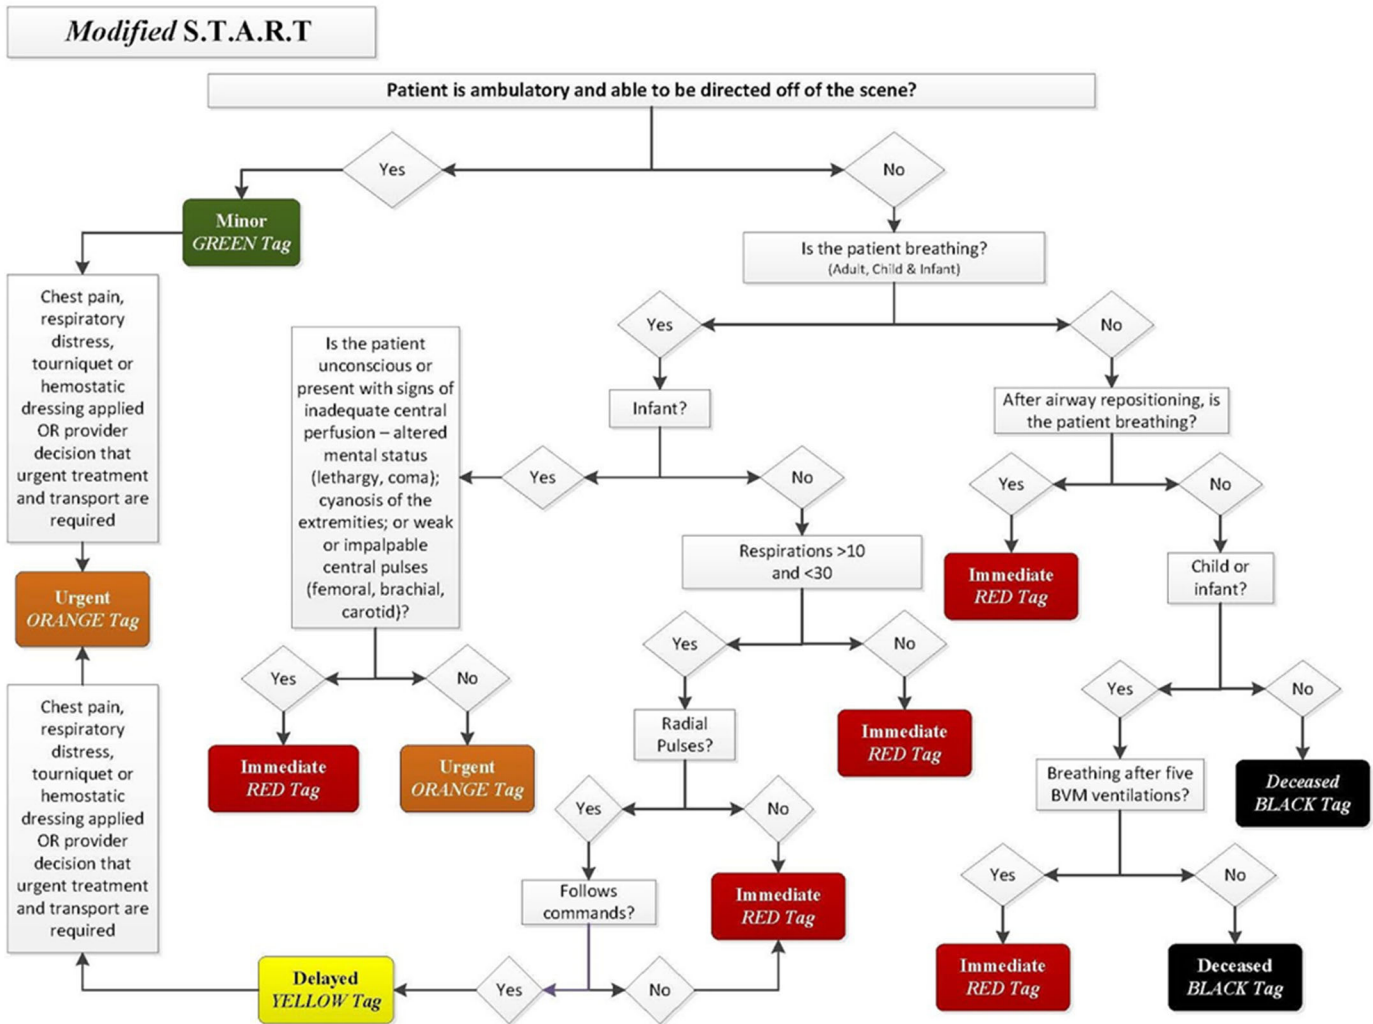 Modified S.T.A.R.T
Patient is ambulatory and able to be directed off of the scene?
Yes
No
Minor
GREEN Tag
Chest pain,
respiratory
distress,
tourniquet or
hemostatic
dressing applied
OR provider
decision that
urgent treatment
and transport are
required
Urgent
ORANGE Tag
Is the patient breathing?
(Adult, Child & Infant)
Yes
No
Infant?
Yes
No
Is the patient
unconscious or
present with signs of
inadequate central
perfusion – altered
mental status
(lethargy, coma);
cyanosis of the
extremities; or weak
or impalpable
central pulses
(femoral, brachial,
carotid)?
Yes
No
Immediate
RED Tag
Urgent
ORANGE Tag
Respirations >10
and <30
Yes
No
Immediate
RED Tag
Radial
Pulses?
Yes
No
Immediate
RED Tag
Follows
commands?
Yes
No
Delayed
YELLOW Tag
Chest pain,
respiratory
distress,
tourniquet or
hemostatic
dressing applied
OR provider
decision that
urgent treatment
and transport are
required
After airway repositioning, is
the patient breathing?
Yes
No
Immediate
RED Tag
Child or
infant?
Yes
No
Deceased
BLACK Tag
Breathing after five
BVM ventilations?
Yes
No
Immediate
RED Tag
Deceased
BLACK Tag